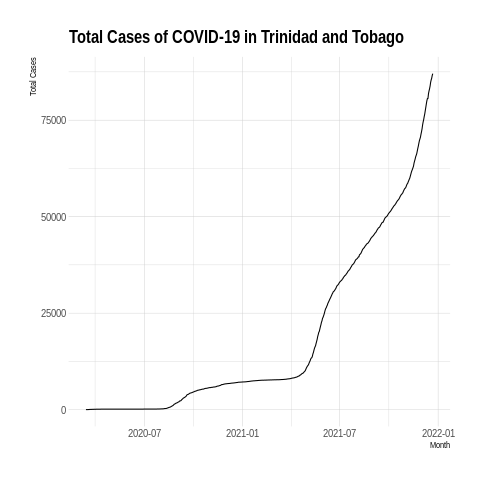 Total Cases of COVID-19 in Trinidad and Tobago
Total Cases
75000
50000
25000
0
2020-07 2021-01 2021-07 2022-01
Month